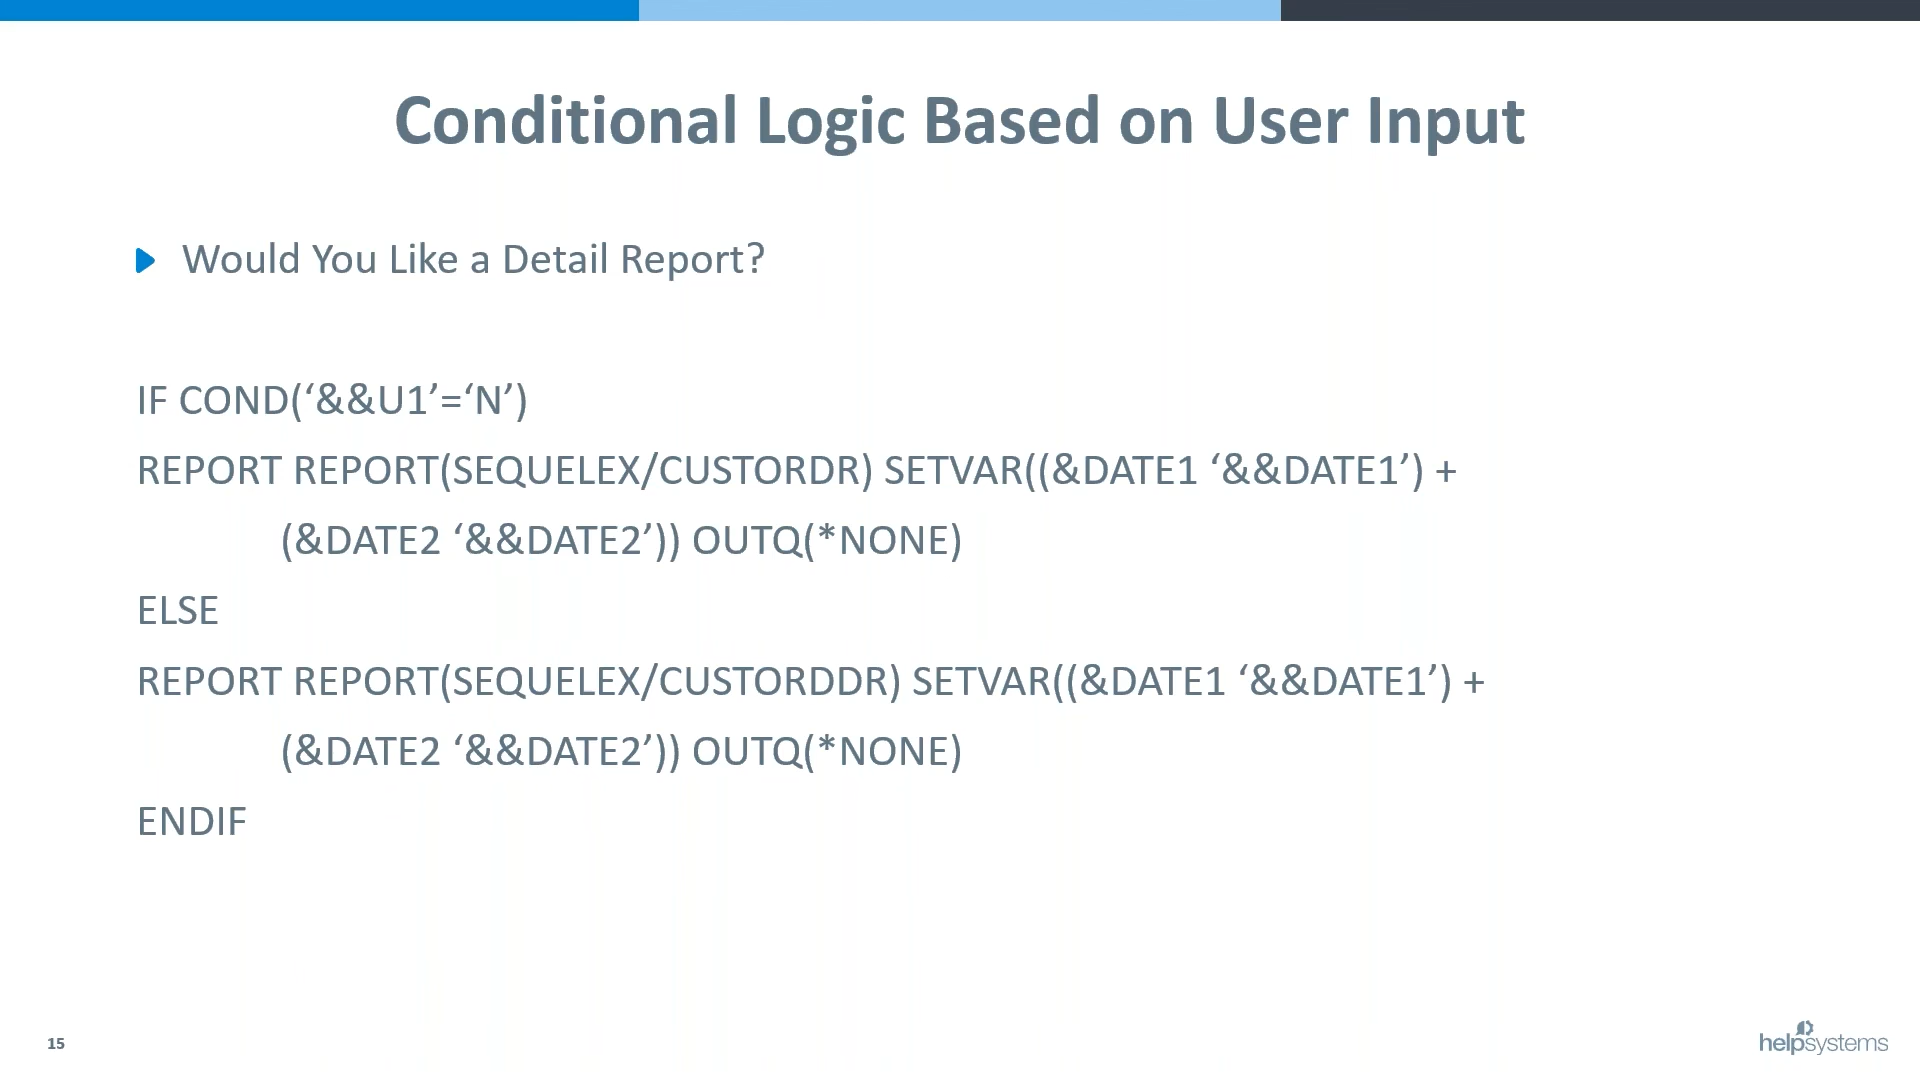 Conditional Logic Based on User Input
Would You Like a Detail Report?
IF COND(‘&&U1’=‘N’)
REPORT REPORT(SEQUELEX/CUSTORDR) SETVAR((&DATE1 ‘&&DATE1’) +
(&DATE2 ‘&&DATE2’)) OUTQ(*NONE)
ELSE
REPORT REPORT(SEQUELEX/CUSTORDDR) SETVAR((&DATE1 ‘&&DATE1’) +
(&DATE2 ‘&&DATE2’)) OUTQ(*NONE)
ENDIF
15
helpsystems